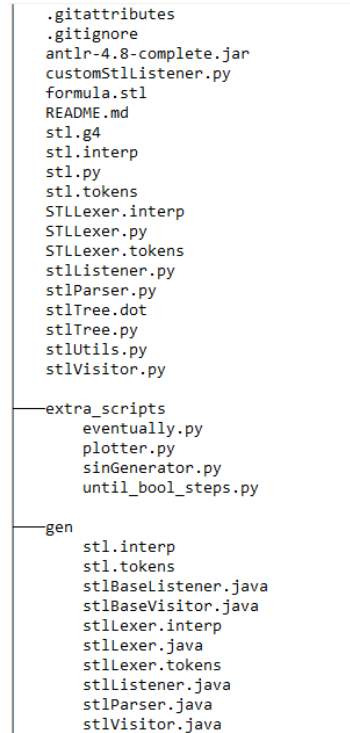 .gitattributes
.gitignore
antlr-4.8-complete.jar
customStlListener.py
formula.stl
README.md
stl.g4
stl.interp
stl.py
stl.tokens
STLLexer.interp
STLLexer.py
STLLexer.tokens
stlListener.py
stlParser.py
stlTree.dot
stlTree.py
stlUtils.py
stlVisitor.py
extra_scripts
eventually.py
plotter.py
sinGenerator.py
until_bool_steps.py
gen
stl.interp
stl.tokens
stlBaseListener.java
stlBaseVisitor.java
stlLexer.interp
stlLexer.java
stlLexer.tokens
stlListener.java
stlParser.java
stlVisitor.java